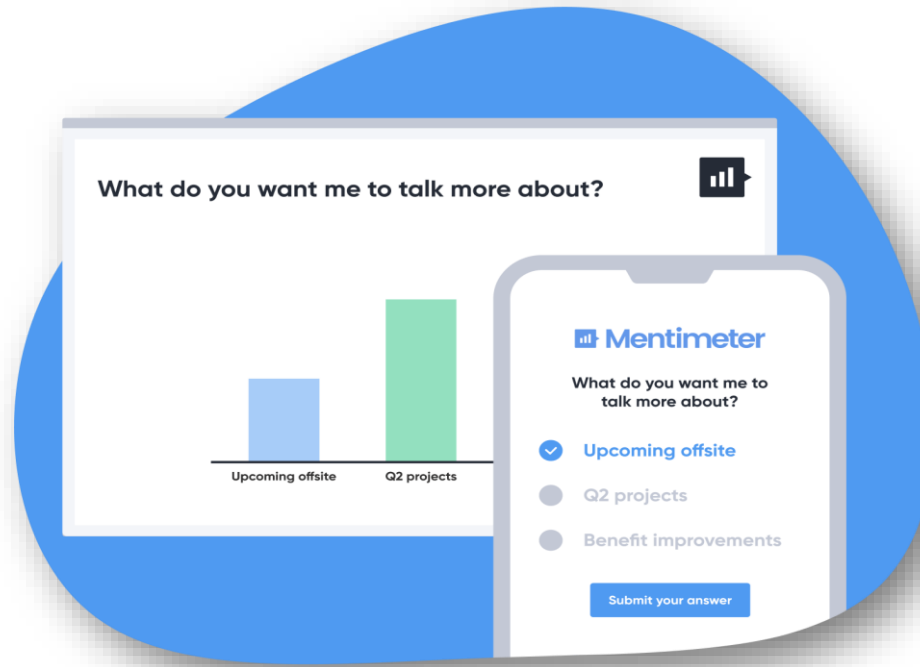 What do you want me to talk more about?
Upcoming offsite
Q2 projects
Mentimeter
What do you want me to
talk more about?
Upcoming offsite
Q2 projects
Benefit improvements
Submit your answer